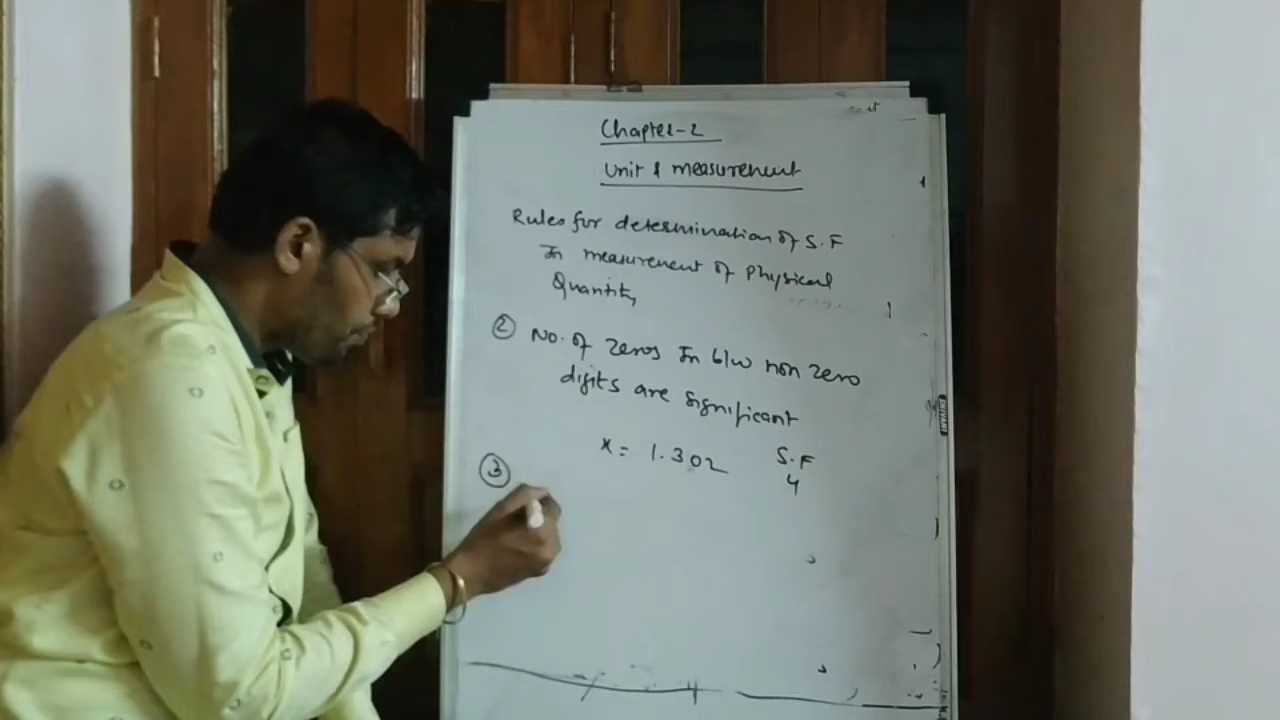 Chapter-2
Unit & measurement
Rules for determination of S.F
In measurement of Physical
Quantity
② No. of Zeros In b/w non zero
digits are significant
x = 1.302 S.F
4
③